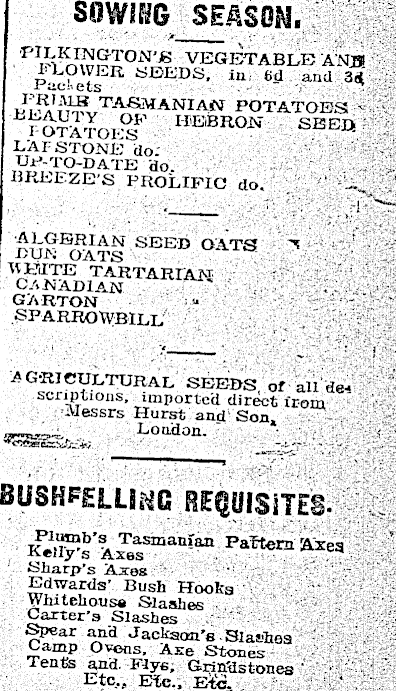 SOWING SEASON.
PILKINGTON'S VEGETABLE AND
FLOWER SEEDS, in 6d and 3d
Packets
PRIME TASMANIAN POTATOES
BEAUTY OF HEBRON SEED
POTATOES
LAPSTONE do.
UP-TO-DATE do.
BREEZE'S PROLIFIC do.
ALGERIAN SEED OATS
DUN OATS
WHITE TARTARIAN
CANADIAN
GARTON "
SPARROWBILL
AGRICULTURAL SEEDS of all de-
scriptions, imported direct from
Messrs Hurst and Son,
London.
BUSHFELLING REQUISITES.
Plumb's Tasmanian Pattern Axes
Kelly's Axes
Sharp's Axes
Edwards' Bush Hooks
Whitehouse Slashes
Carter's Slashes
Spear and Jackson's Slashes
Camp Ovens, Axe Stones
Tents and Flys, Grindstones
Etc., Etc., Etc.